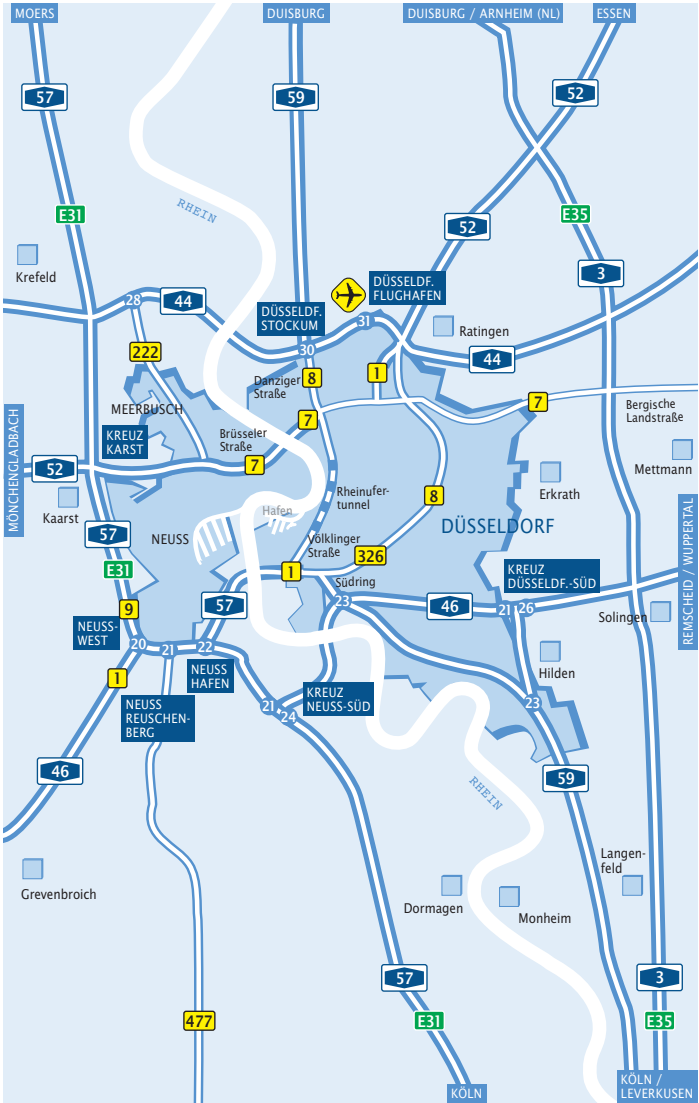 MOERS
DUISBURG
DUISBURG / ARNHEIM (NL)
ESSEN
57
59
52
E31
RHEIN
52
E35
3
Krefeld
28
44
DÜSSELDF.
FLUGHAFEN
DÜSSELDF.
STOCKUM
31
Ratingen
30
44
222
Danziger
Straße
8
1
7
MEERBUSCH
7
Bergische
Landstraße
Brüsseler
Straße
KREUZ
KARST
MÖNCHENGLADBACH
52
7
Mettmann
Kaarst
Rheinufer-
tunnel
8
Erkrath
Hafen
57
NEUSS
DÜSSELDORF
Völklinger
Straße
326
E31
1
Südring
KREUZ
DÜSSELDF.-SÜD
REMSCHEID / WUPPERTAL
9
57
23
46
21
26
Solingen
NEUSS-
WEST
20
21
22
Hilden
1
NEUSS
HAFEN
KREUZ
NEUSS-SÜD
NEUSS
REUSCHEN-
BERG
21
24
23
46
59
RHEIN
Grevenbroich
Langen-
feld
Dormagen
Monheim
57
3
477
E31
E35
KÖLN
KÖLN /
LEVERKUSEN